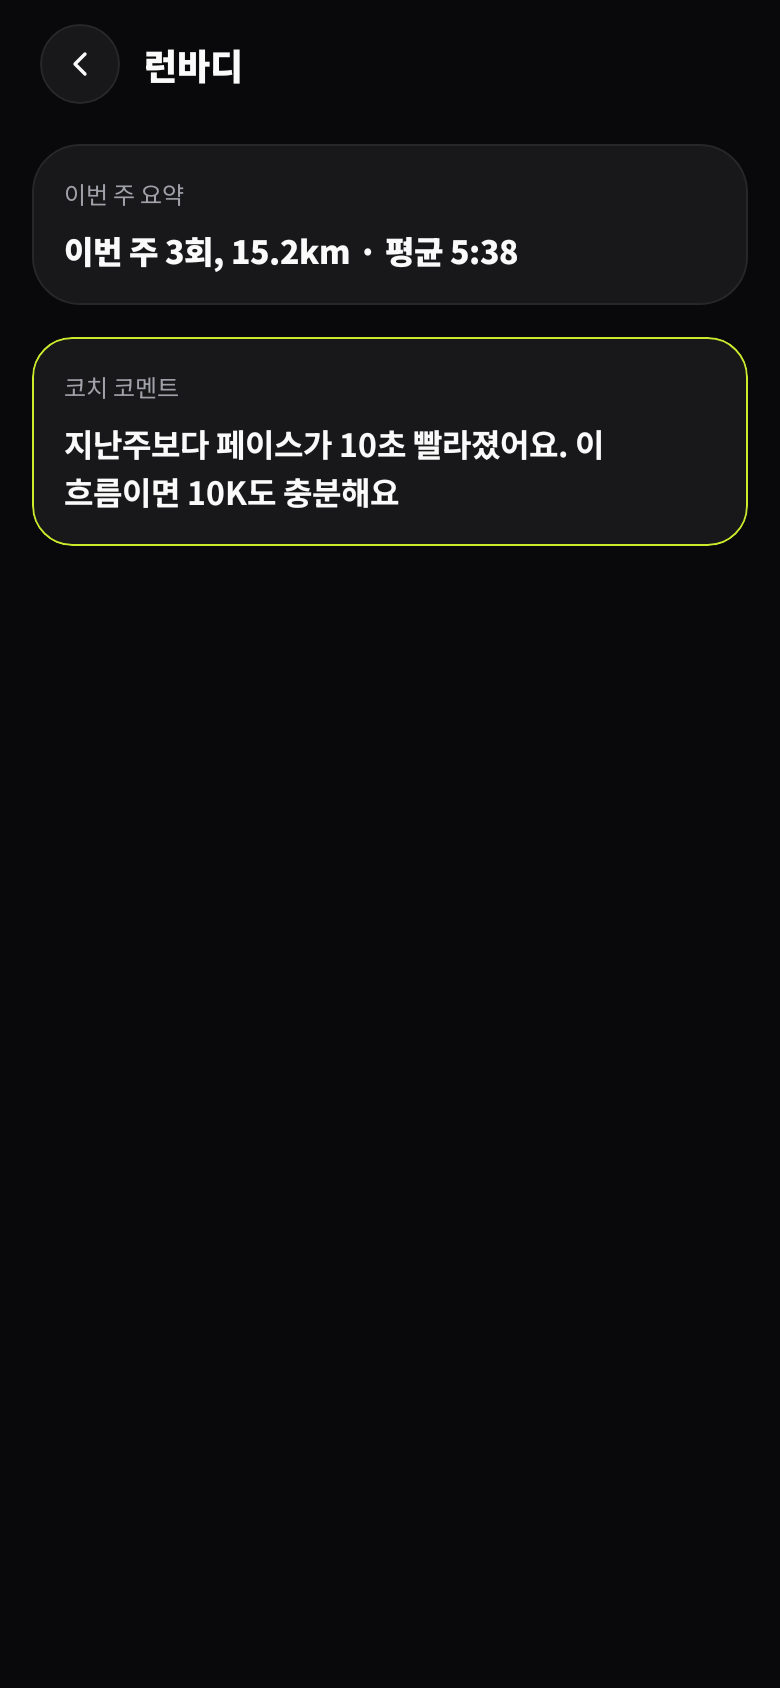 런바디
이번 주 요약
이번 주 3회, 15.2km · 평균 5:38
코치 코멘트
지난주보다 페이스가 10초 빨라졌어요. 이
흐름이면 10K도 충분해요